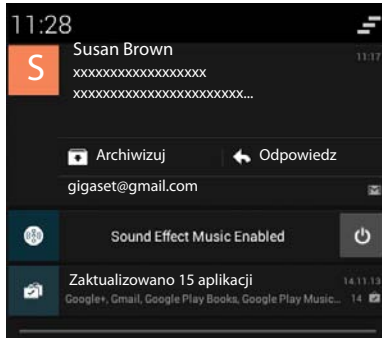 11:28
S
Susan Brown
11:17
xxxxxxxxxxxxxxxxxx
xxxxxxxxxxxxxxxxxxxxxxx...
Archiwizuj
Odpowiedz
gigaset@gmail.com
Sound Effect Music Enabled
Zaktualizowano 15 aplikacji
14.11.13
Google+, Gmail, Google Play Books, Google Play Music...
14